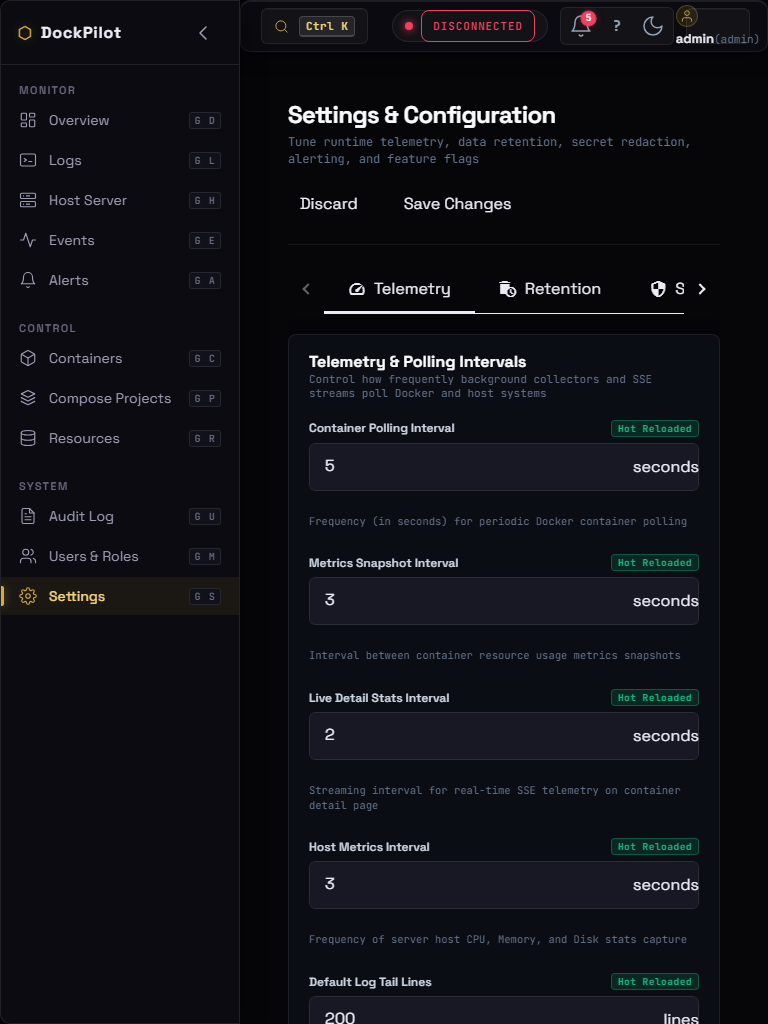 DockPilot
MONITOR
Overview G D
Logs G L
Host Server G H
Events G E
Alerts G A
CONTROL
Containers G C
Compose Projects G P
Resources G R
SYSTEM
Audit Log G U
Users & Roles G M
Settings G S
Ctrl K
DISCONNECTED
5
?
admin(admin)
Settings & Configuration
Tune runtime telemetry, data retention, secret redaction,
alerting, and feature flags
Discard Save Changes
Telemetry Retention S
Telemetry & Polling Intervals
Control how frequently background collectors and SSE
streams poll Docker and host systems
Container Polling Interval Hot Reloaded
5 seconds
Frequency (in seconds) for periodic Docker container polling
Metrics Snapshot Interval Hot Reloaded
3 seconds
Interval between container resource usage metrics snapshots
Live Detail Stats Interval Hot Reloaded
2 seconds
Streaming interval for real-time SSE telemetry on container
detail page
Host Metrics Interval Hot Reloaded
3 seconds
Frequency of server host CPU, Memory, and Disk stats capture
Default Log Tail Lines Hot Reloaded
200 lines